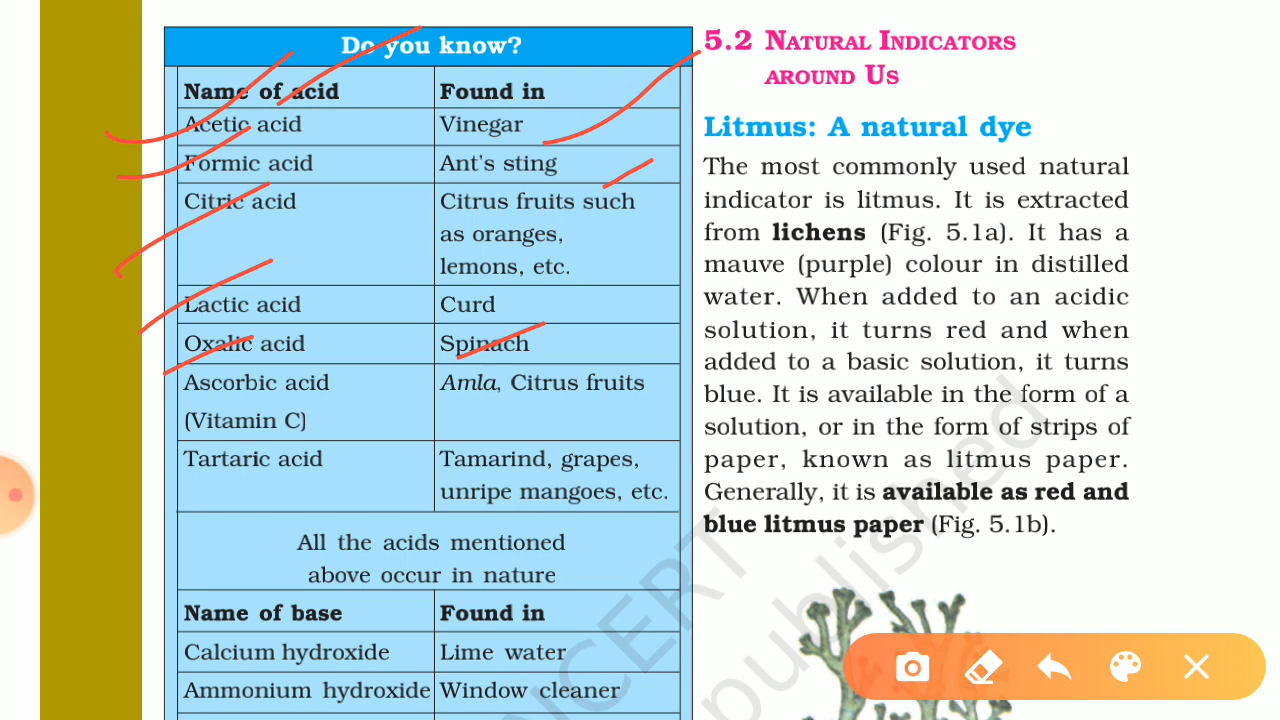 Do you know?
Name of acid Found in
Acetic acid Vinegar
Formic acid Ant's sting
Citric acid Citrus fruits such
as oranges,
lemons, etc.
Lactic acid Curd
Oxalic acid Spinach
Ascorbic acid Amla, Citrus fruits
(Vitamin C)
Tartaric acid Tamarind, grapes,
unripe mangoes, etc.
All the acids mentioned
above occur in nature
Name of base Found in
Calcium hydroxide Lime water
Ammonium hydroxide Window cleaner
5.2 NATURAL INDICATORS
AROUND US
Litmus: A natural dye
The most commonly used natural
indicator is litmus. It is extracted
from lichens (Fig. 5.1a). It has a
mauve (purple) colour in distilled
water. When added to an acidic
solution, it turns red and when
added to a basic solution, it turns
blue. It is available in the form of a
solution, or in the form of strips of
paper, known as litmus paper.
Generally, it is available as red and
blue litmus paper (Fig. 5.1b).
NCERT
published